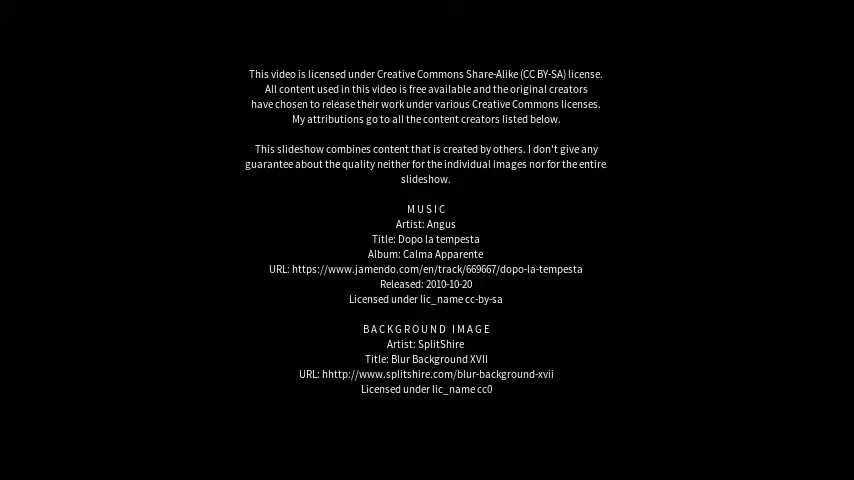 This video is licensed under Creative Commons Share-Alike (CC BY-SA) license.
All content used in this video is free available and the original creators
have chosen to release their work under various Creative Commons licenses.
My attributions go to all the content creators listed below.
This slideshow combines content that is created by others. I don't give any
guarantee about the quality neither for the individual images nor for the entire
slideshow.
MUSIC
Artist: Angus
Title: Dopo la tempesta
Album: Calma Apparente
URL: https://www.jamendo.com/en/track/669667/dopo-la-tempesta
Released: 2010-10-20
Licensed under lic_name cc-by-sa
BACKGROUND IMAGE
Artist: SplitShire
Title: Blur Background XVII
URL: hhttp://www.splitshire.com/blur-background-xvii
Licensed under lic_name cc0